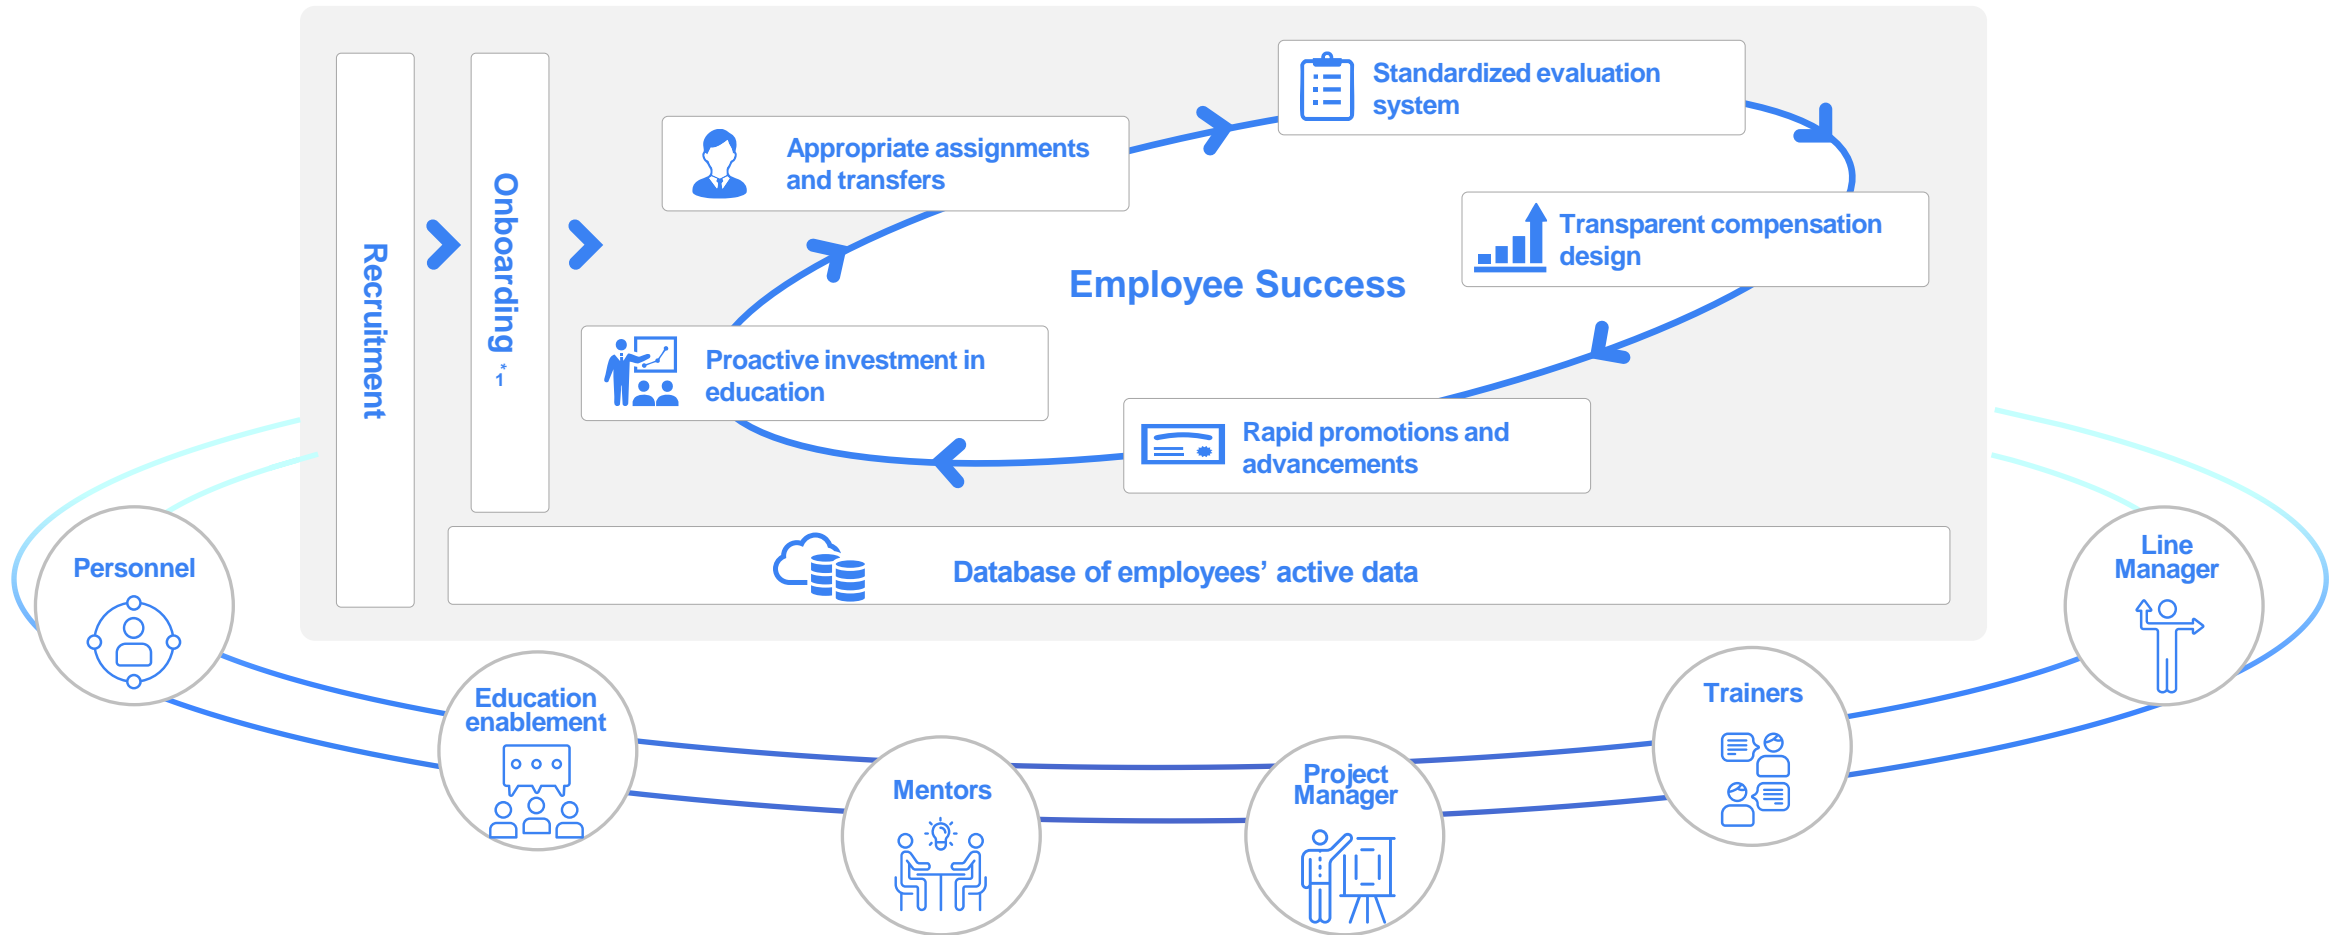 Recruitment
Onboarding *1
Appropriate assignments
and transfers
Standardized evaluation
system
Transparent compensation
design
Employee Success
Proactive investment in
education
Rapid promotions and
advancements
Database of employees’ active data
Personnel
Education
enablement
Mentors
Project
Manager
Trainers
Line
Manager